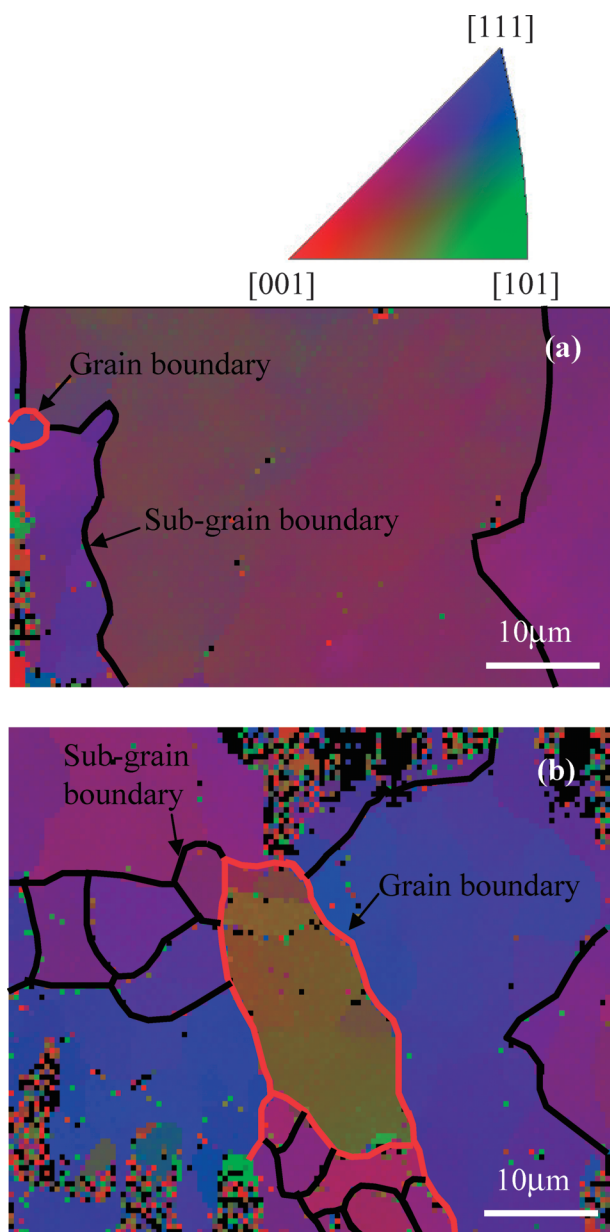 [111]
[001]
[101]
(a)
Grain boundary
Sub-grain boundary
10μm
Sub-grain
boundary
(b)
Grain boundary
10μm